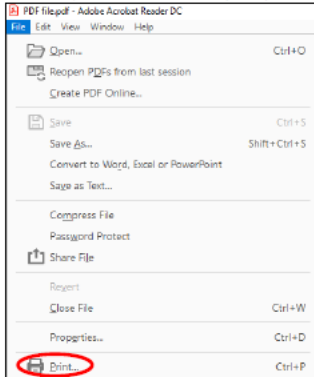 PDF file.pdf - Adobe Acrobat Reader DC
File Edit View Window Help
Open... Ctrl+O
Reopen PDFs from last session
Create PDF Online...
Save Ctrl+S
Save As... Shift+Ctrl+S
Convert to Word, Excel or PowerPoint
Save as Text...
Compress File
Password Protect
Share File
Revert
Close File Ctrl+W
Properties... Ctrl+D
Print... Ctrl+P